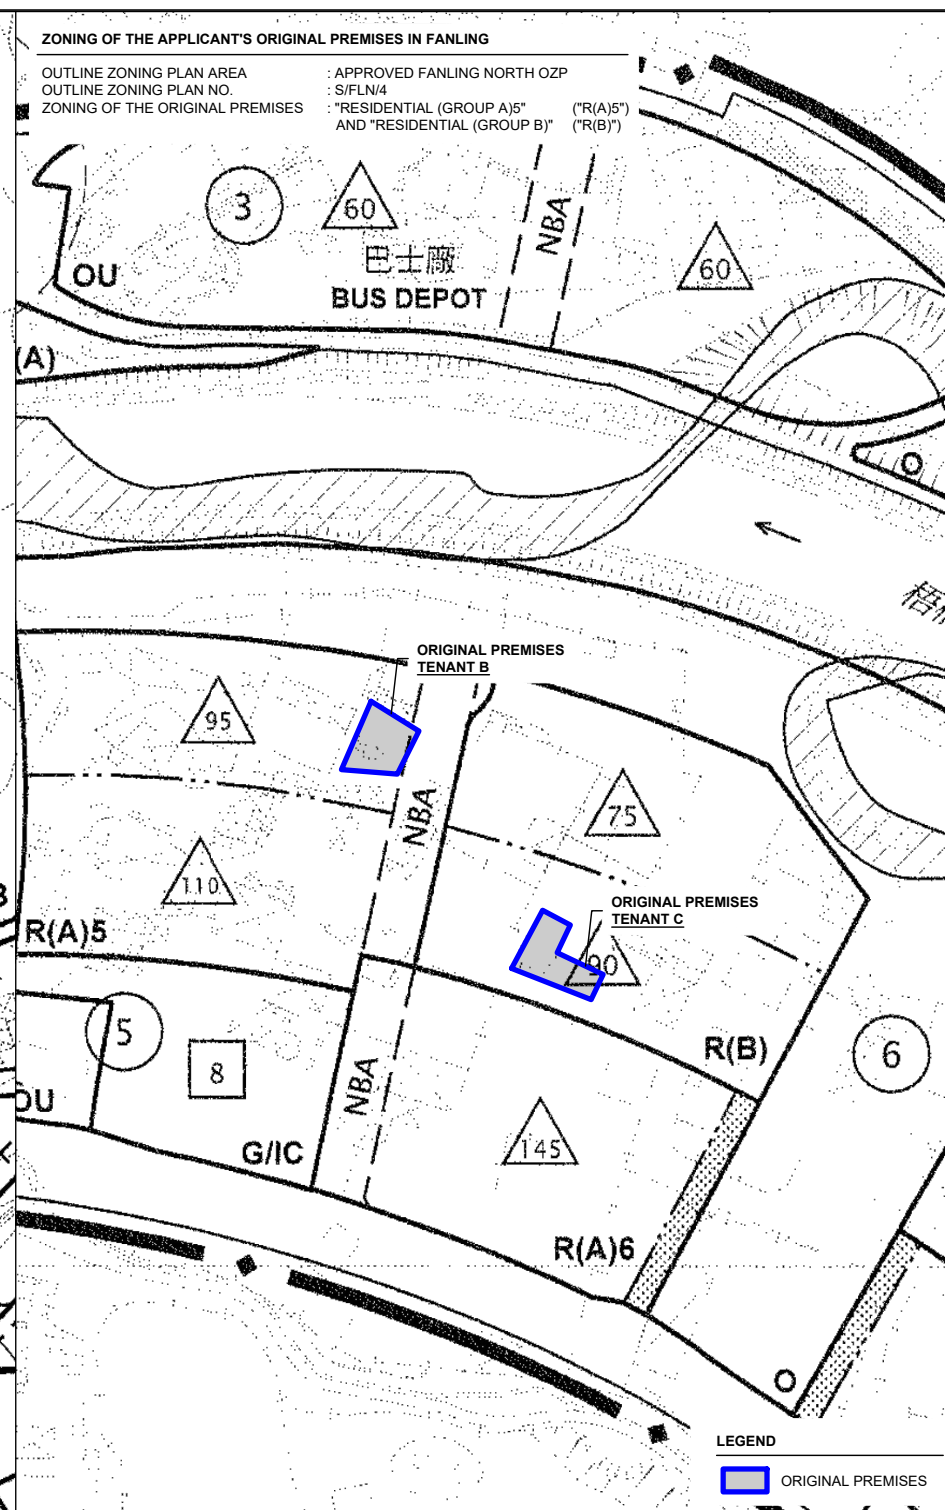 ZONING OF THE APPLICANT'S ORIGINAL PREMISES IN FANLING
OUTLINE ZONING PLAN AREA : APPROVED FANLING NORTH OZP
OUTLINE ZONING PLAN NO. : S/FLN/4
ZONING OF THE ORIGINAL PREMISES : "RESIDENTIAL (GROUP A)5" ("R(A)5")
AND "RESIDENTIAL (GROUP B)" ("R(B)")
3
60
NBA
巴士廠
BUS DEPOT
OU
60
(A)
O
ORIGINAL PREMISES
TENANT B
95
75
NBA
110
ORIGINAL PREMISES
TENANT C
R(A)5
90
5
8
NBA
R(B)
6
OU
G/IC
145
R(A)6
O
LEGEND
ORIGINAL PREMISES